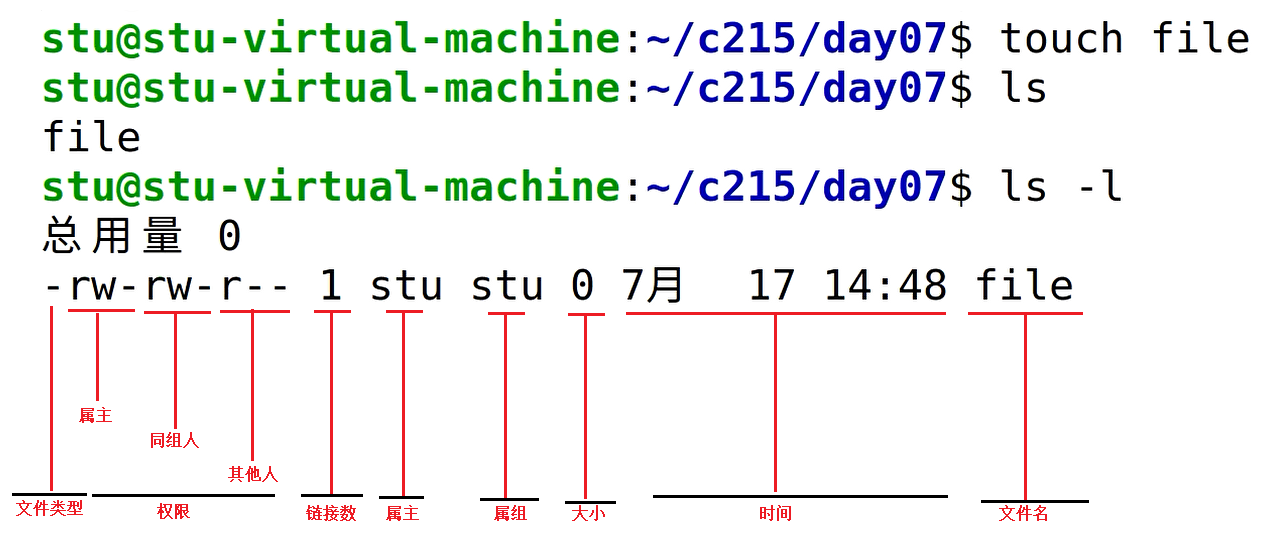 stu@stu-virtual-machine:~/c215/day07$ touch file
stu@stu-virtual-machine:~/c215/day07$ ls
file
stu@stu-virtual-machine:~/c215/day07$ ls -l
总用量 0
-rw-rw-r-- 1 stu stu 0 7月  17 14:48 file
属主
同组人
其他人
文件类型 权限 链接数 属主 属组 大小 时间 文件名